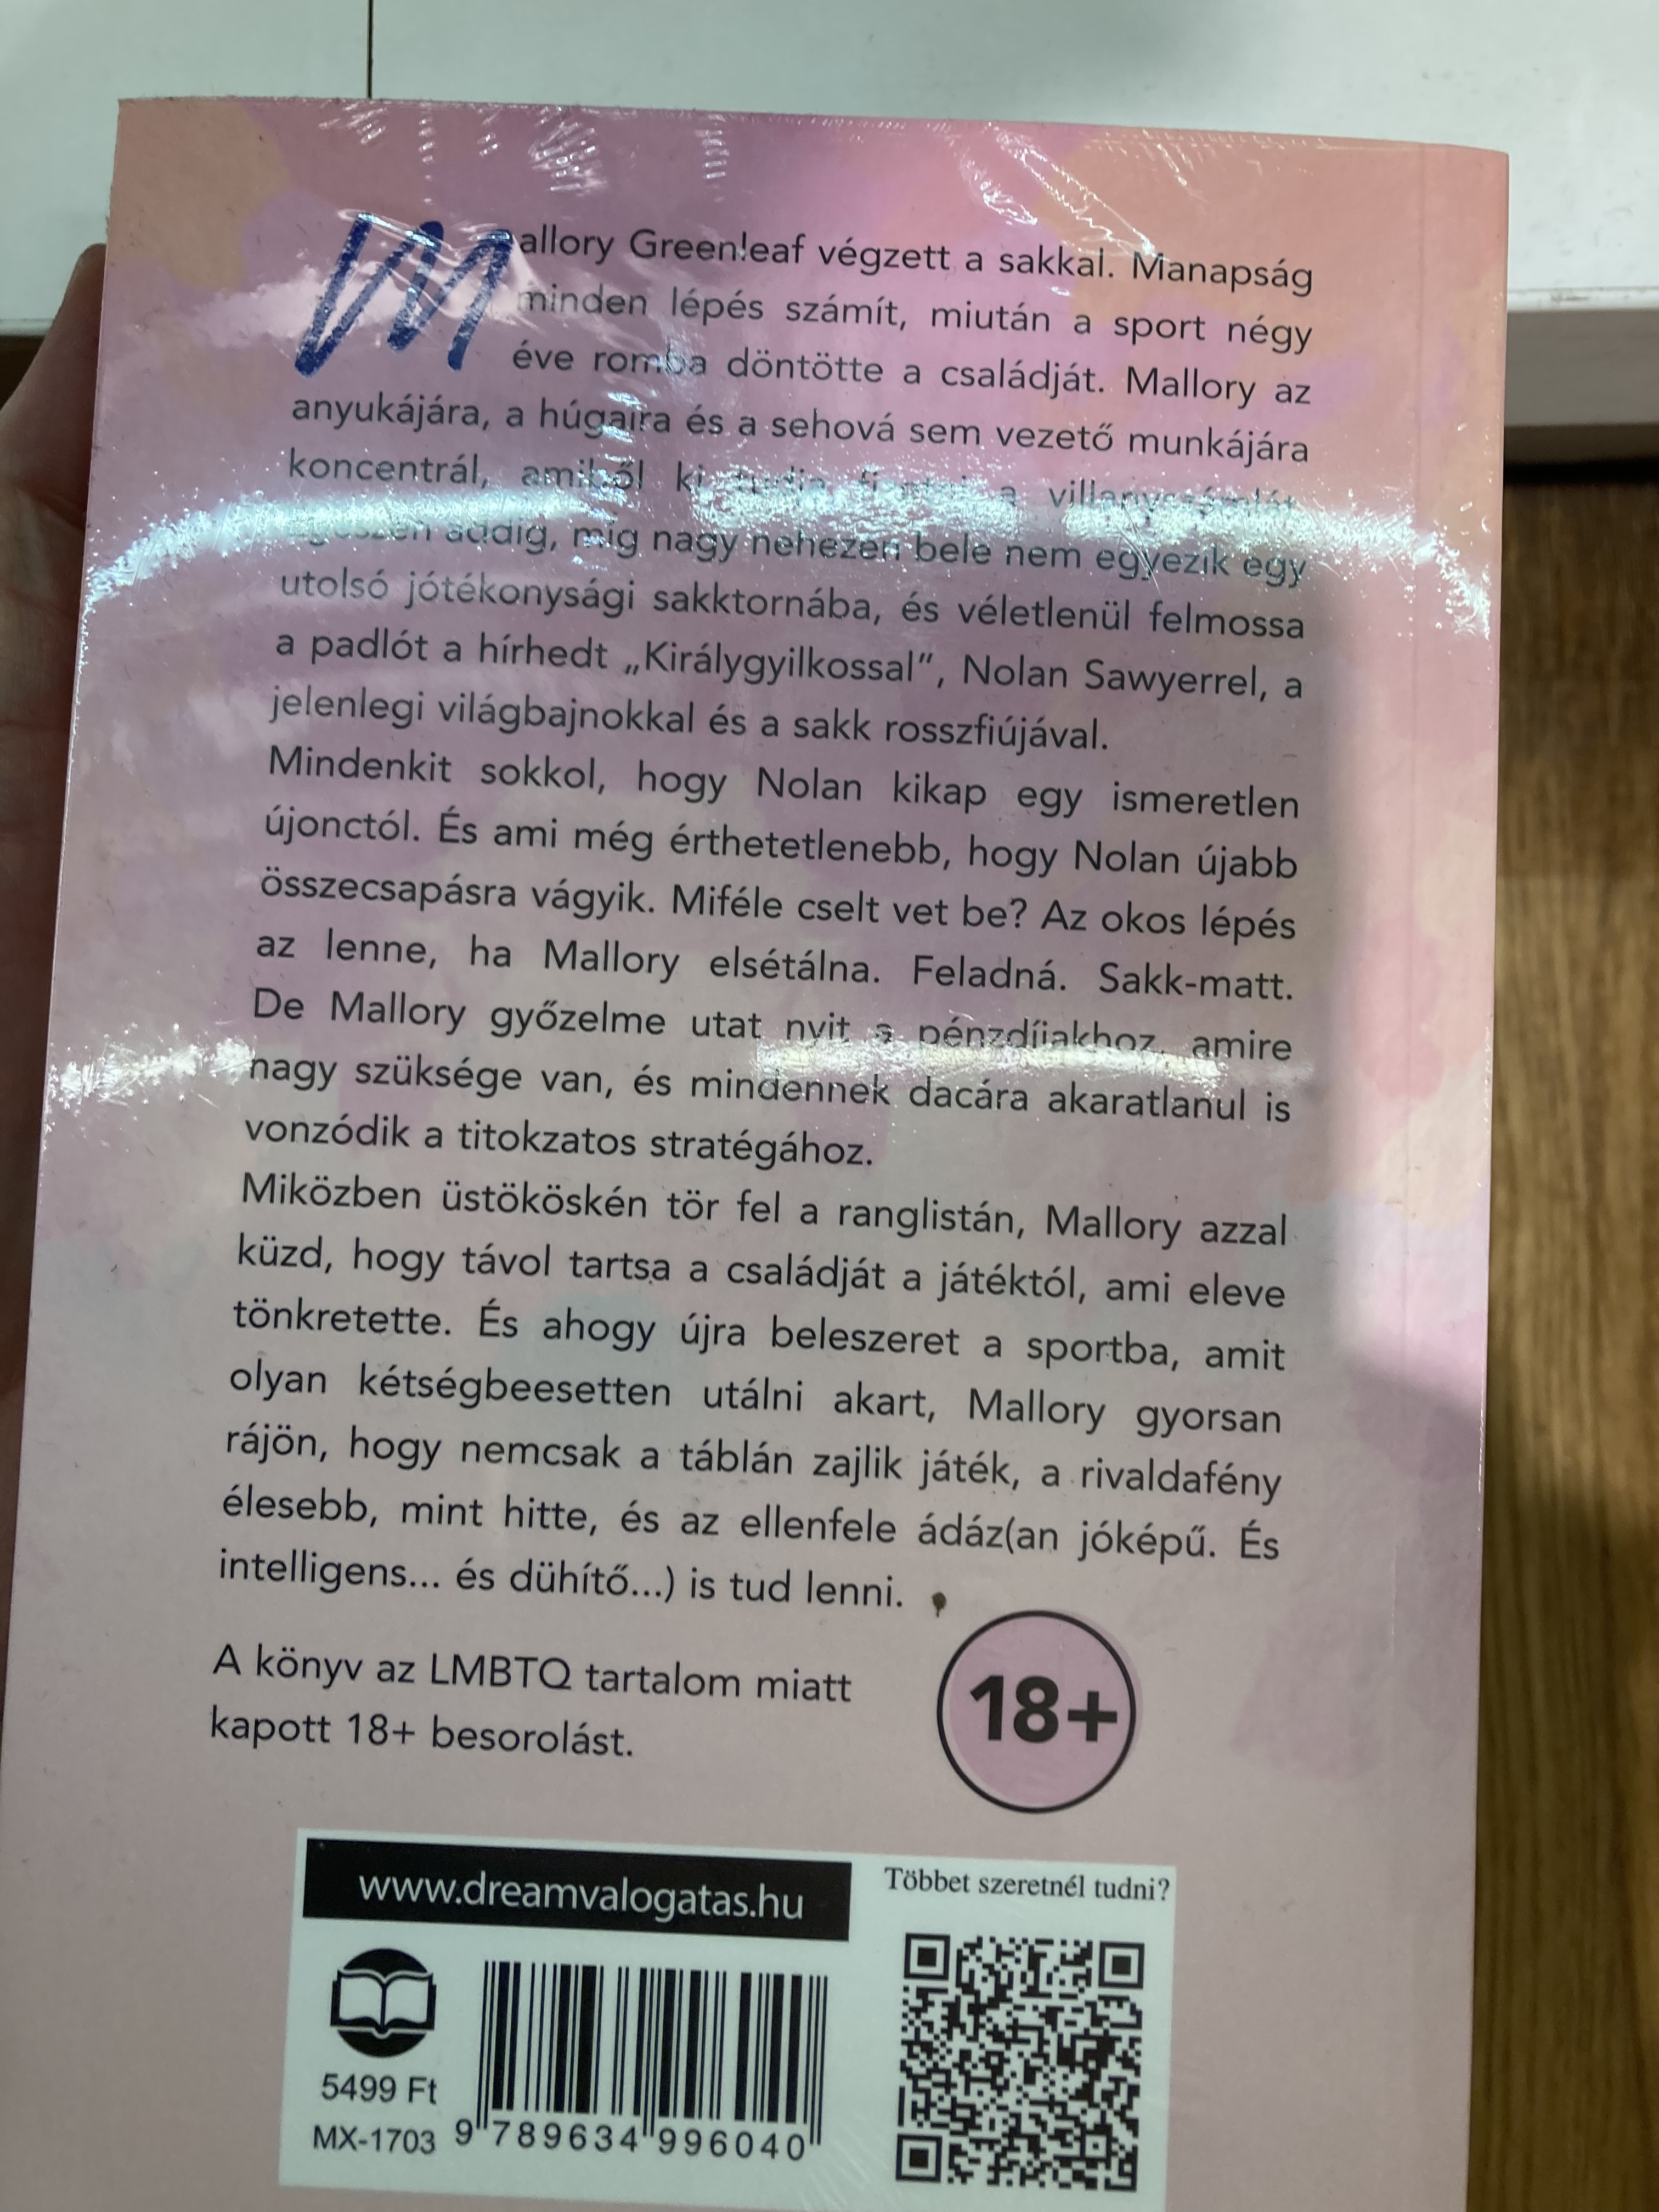 Mallory Greenleaf végzett a sakkal. Manapság
minden lépés számít, miután a sport négy
éve romba döntötte a családját. Mallory az
anyukájára, a húgaira és a sehová sem vezető munkájára
koncentrál, amiből ki tudja fizetni a villanyszámlát
egészen addig, míg nagy nehezen bele nem egyezik egy
utolsó jótékonysági sakktornába, és véletlenül felmossa
a padlót a hírhedt „Királygyilkossal”, Nolan Sawyerrel, a
jelenlegi világbajnokkal és a sakk rosszfiújával.
Mindenkit sokkol, hogy Nolan kikap egy ismeretlen
újonctól. És ami még érthetetlenebb, hogy Nolan újabb
összecsapásra vágyik. Miféle cselt vet be? Az okos lépés
az lenne, ha Mallory elsétálna. Feladná. Sakk-matt.
De Mallory győzelme utat nyit a pénzdíjakhoz, amire
nagy szüksége van, és mindennek dacára akaratlanul is
vonzódik a titokzatos stratégához.
Miközben üstököskén tör fel a ranglistán, Mallory azzal
küzd, hogy távol tartsa a családját a játéktól, ami eleve
tönkretette. És ahogy újra beleszeret a sportba, amit
olyan kétségbeesetten utálni akart, Mallory gyorsan
rájön, hogy nemcsak a táblán zajlik játék, a rivaldafény
élesebb, mint hitte, és az ellenfele ádáz(an jóképű. És
intelligens... és dühítő...) is tud lenni.
A könyv az LMBTQ tartalom miatt
kapott 18+ besorolást.
18+
www.dreamvalogatas.hu
Többet szeretnél tudni?
5499 Ft
MX-1703
9 789634 996040